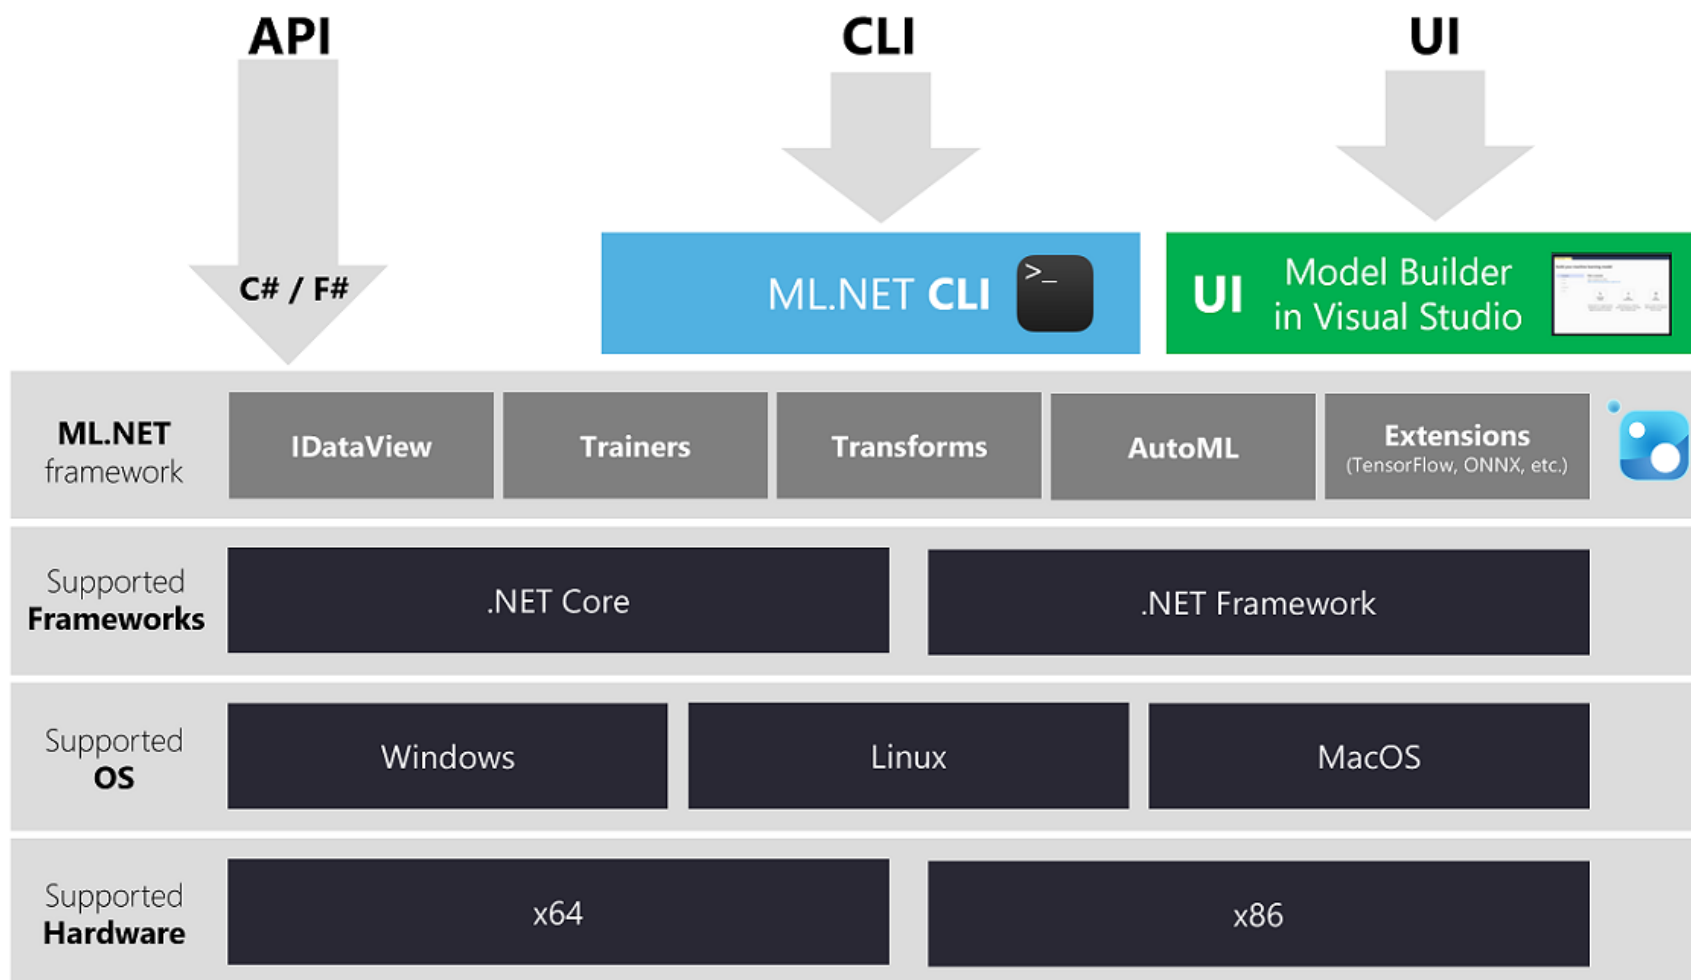 API
CLI
UI
C# / F#
ML.NET CLI
>_
UI
Model Builder
in Visual Studio
ML.NET
framework
IDataView
Trainers
Transforms
AutoML
Extensions
(TensorFlow, ONNX, etc.)
Supported
Frameworks
.NET Core
.NET Framework
Supported
OS
Windows
Linux
MacOS
Supported
Hardware
x64
x86